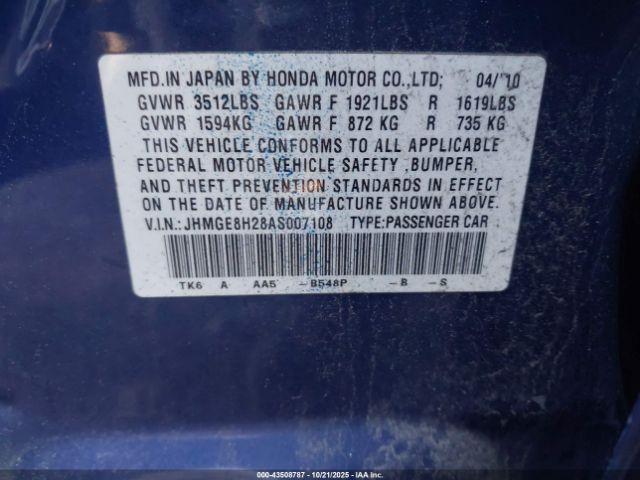 MFD.IN JAPAN BY HONDA MOTOR CO.,LTD; 04/'10
GVWR 3512LBS GAWR F 1921LBS R 1619LBS
GVWR 1594KG GAWR F 872 KG R 735 KG
THIS VEHICLE CONFORMS TO ALL APPLICABLE
FEDERAL MOTOR VEHICLE SAFETY ,BUMPER,
AND THEFT PREVENTION STANDARDS IN EFFECT
ON THE DATE OF MANUFACTURE SHOWN ABOVE.
V.I.N.:JHMGE8H28AS007108 TYPE:PASSENGER CAR
TK6 A AA5 -B548P -B -S
000-43508787 - 10/21/2025 - IAAI.COM